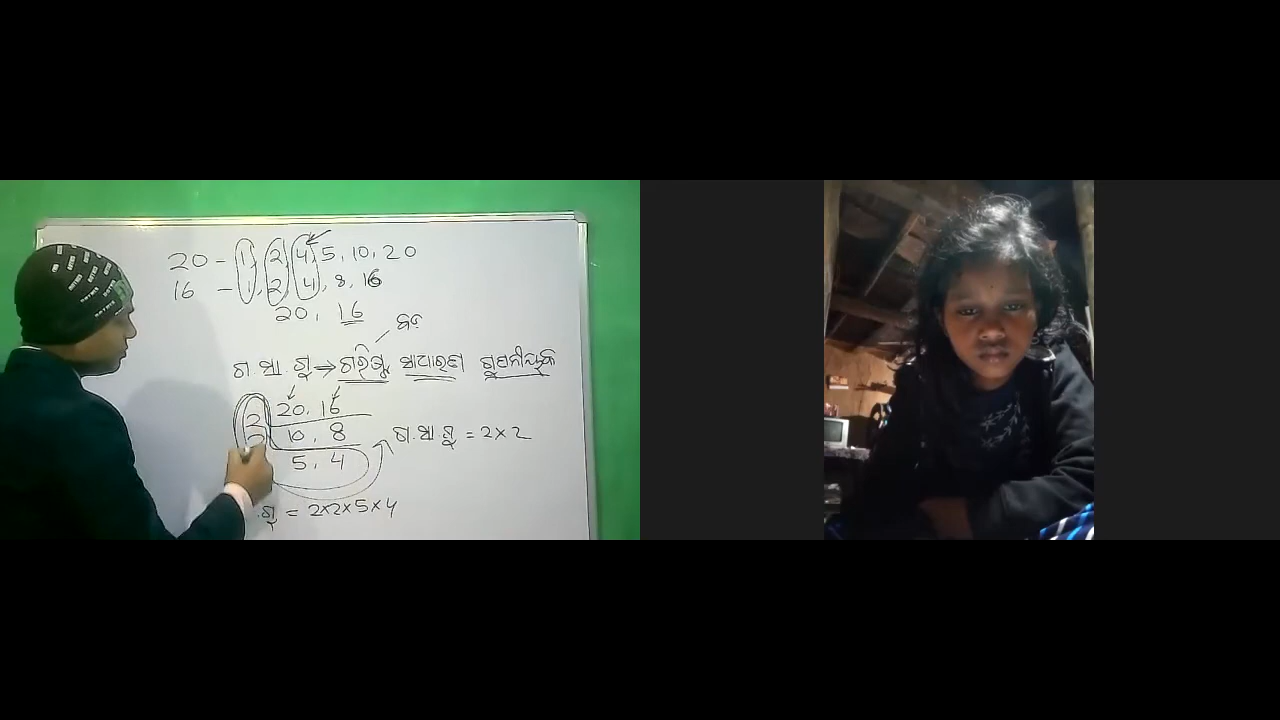 20 - 1, 2, 4, 5, 10, 20
16 - 1, 2, 4, 8, 16
20, 16
ବଡ଼
ଗ.ସା.ଗୁ → ଗରିଷ୍ଠ ସାଧାରଣ ଗୁଣନୀୟକ
2 20, 16
2 10, 8
5, 4
ଗ.ସା.ଗୁ = 2×2
.ଗୁ = 2×2×5×4